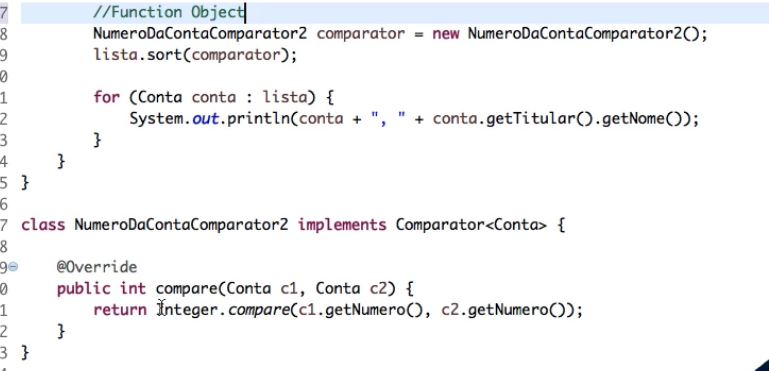 7 //Function Object
8 NumeroDaContaComparator2 comparator = new NumeroDaContaComparator2();
9 lista.sort(comparator);
0
1 for (Conta conta : lista) {
2 System.out.println(conta + ", " + conta.getTitular().getNome());
3 }
4 }
5 }
6
7 class NumeroDaContaComparator2 implements Comparator<Conta> {
8
9 @Override
0 public int compare(Conta c1, Conta c2) {
1 return Integer.compare(c1.getNumero(), c2.getNumero());
2 }
3 }